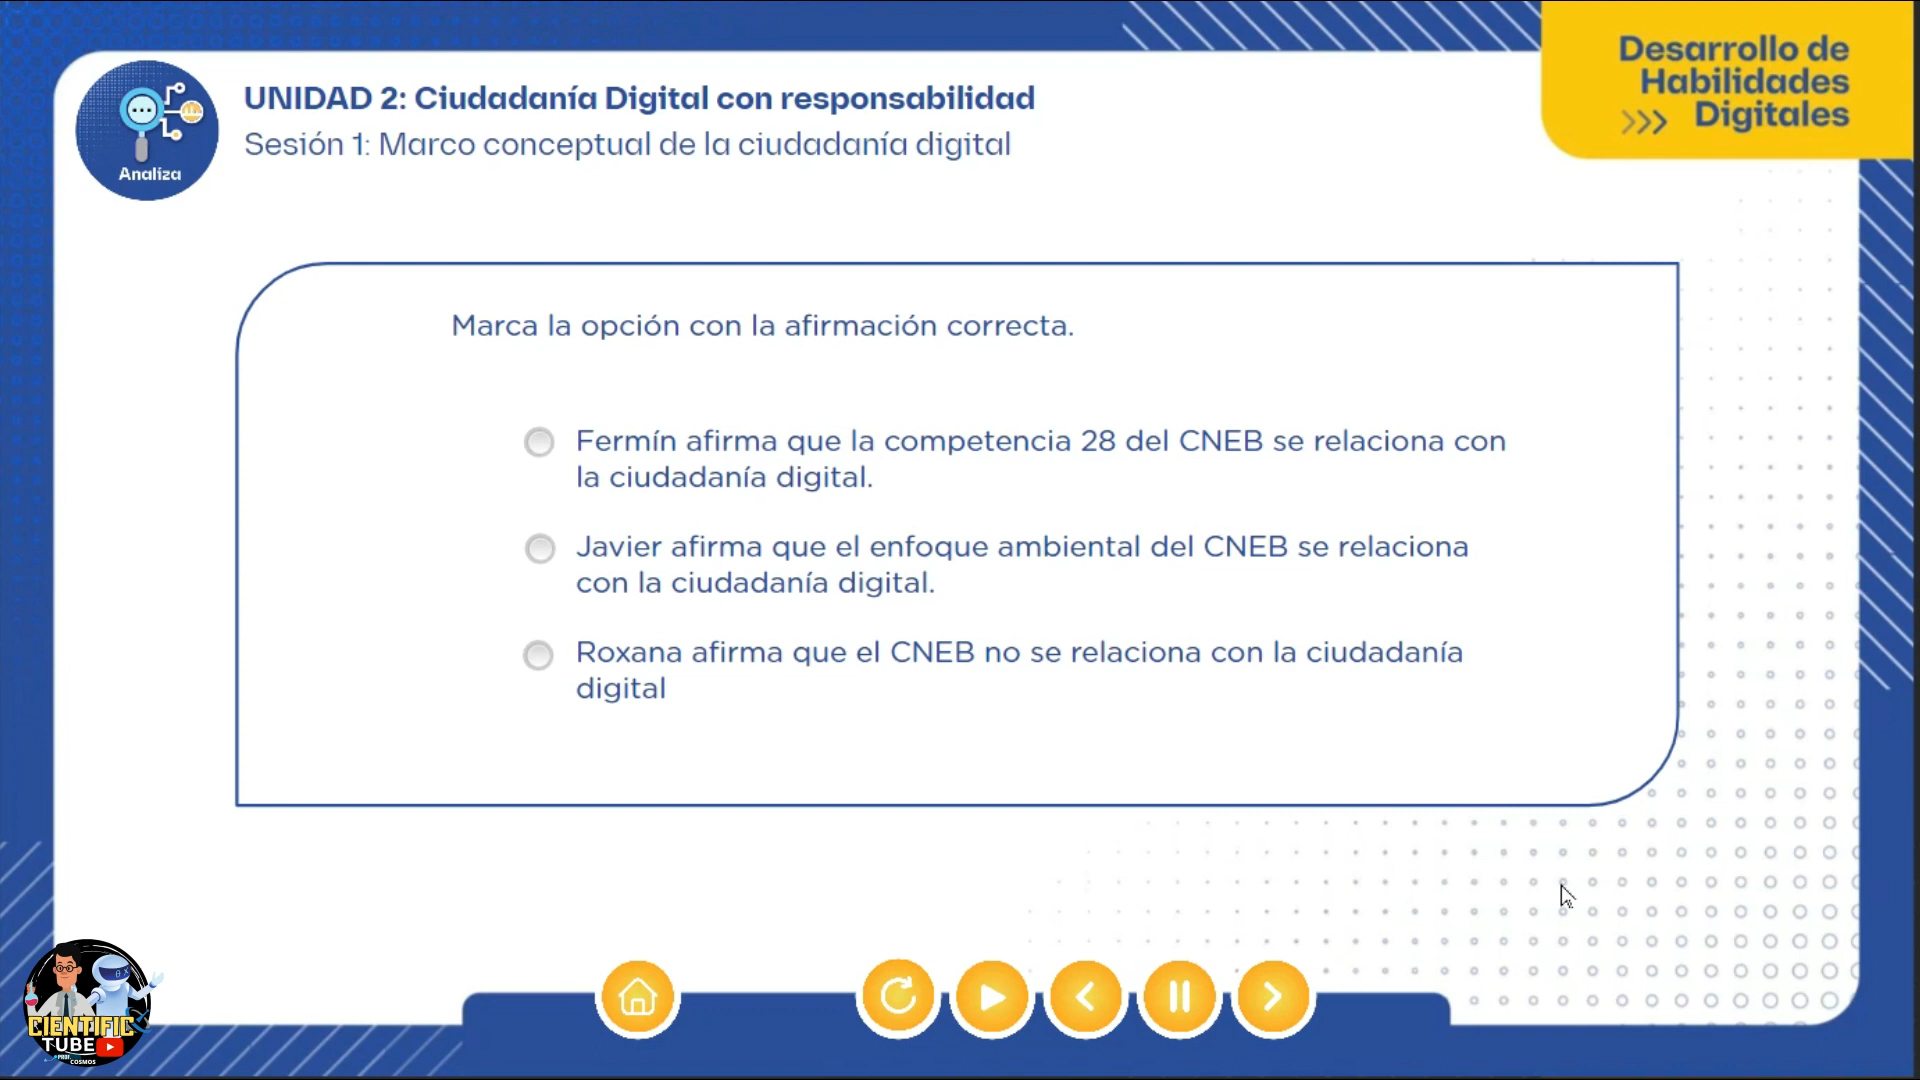 Desarrollo de
Habilidades
>>> Digitales
Analiza
UNIDAD 2: Ciudadanía Digital con responsabilidad
Sesión 1: Marco conceptual de la ciudadanía digital
Marca la opción con la afirmación correcta.
Fermín afirma que la competencia 28 del CNEB se relaciona con
la ciudadanía digital.
Javier afirma que el enfoque ambiental del CNEB se relaciona
con la ciudadanía digital.
Roxana afirma que el CNEB no se relaciona con la ciudadanía
digital
CIENTIFIC
TUBE
PROF
COSMOS